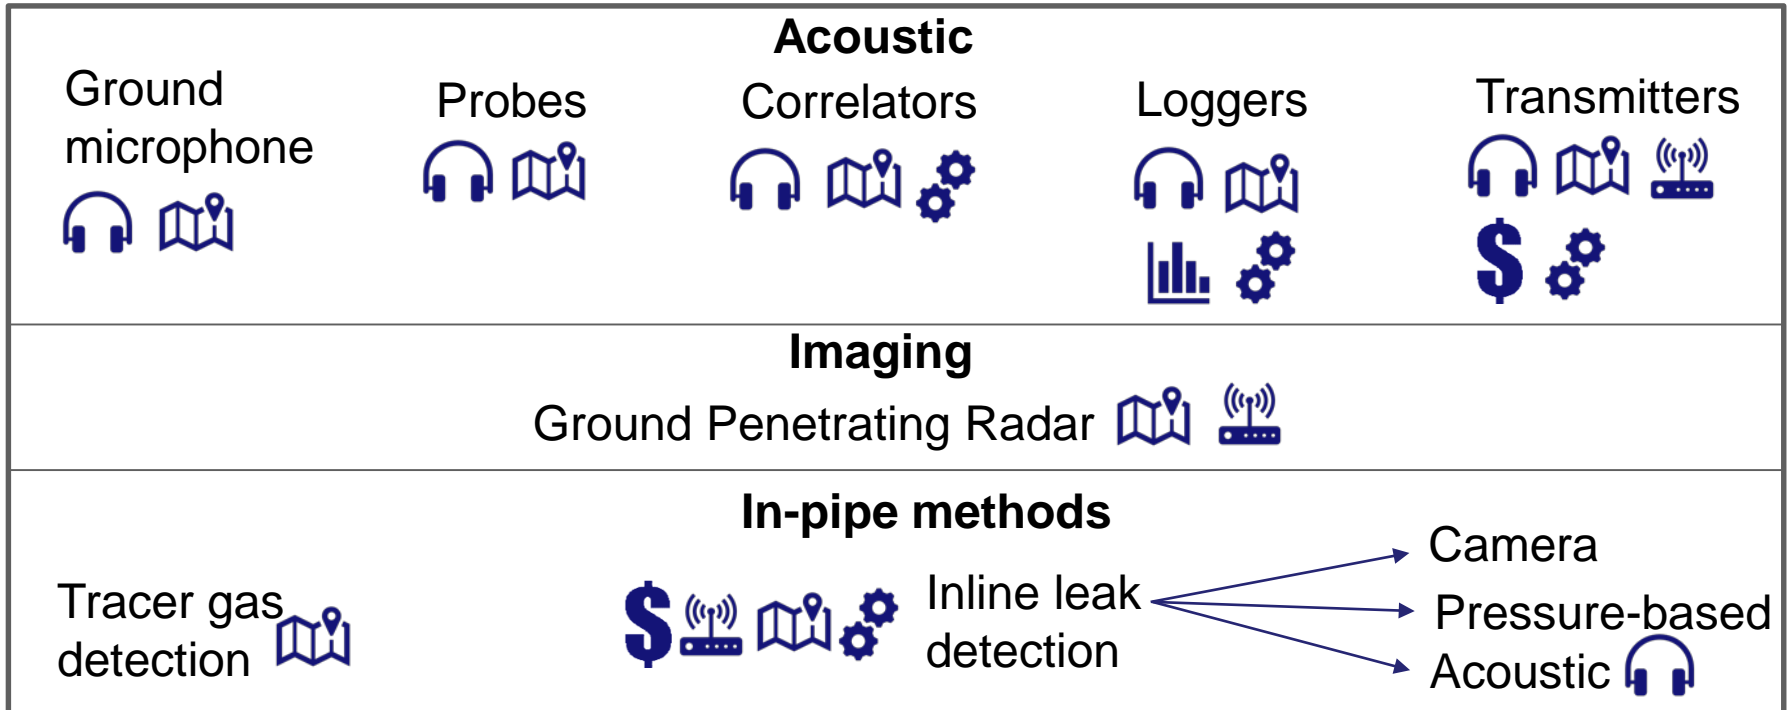 Acoustic
Ground
microphone
Probes
Correlators
Loggers
Transmitters
$
Imaging
Ground Penetrating Radar
In-pipe methods
Tracer gas
detection
$
Inline leak
detection
Camera
Pressure-based
Acoustic